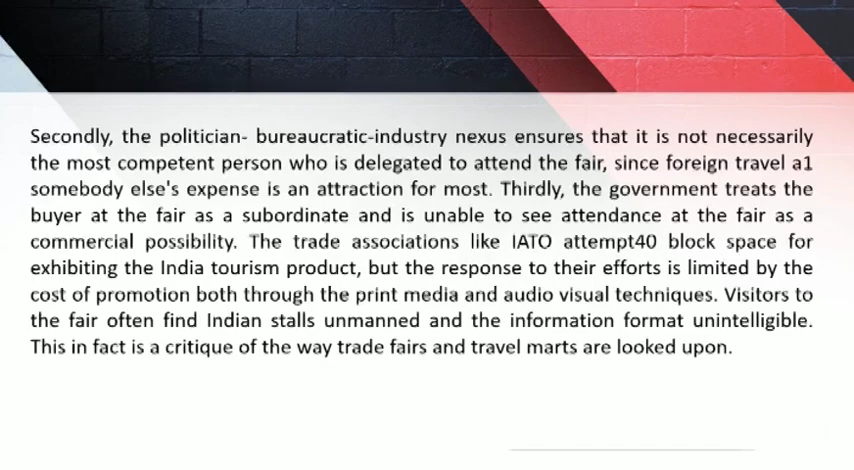 Secondly, the politician- bureaucratic-industry nexus ensures that it is not necessarily
the most competent person who is delegated to attend the fair, since foreign travel a1
somebody else's expense is an attraction for most. Thirdly, the government treats the
buyer at the fair as a subordinate and is unable to see attendance at the fair as a
commercial possibility. The trade associations like IATO attempt40 block space for
exhibiting the India tourism product, but the response to their efforts is limited by the
cost of promotion both through the print media and audio visual techniques. Visitors to
the fair often find Indian stalls unmanned and the information format unintelligible.
This in fact is a critique of the way trade fairs and travel marts are looked upon.